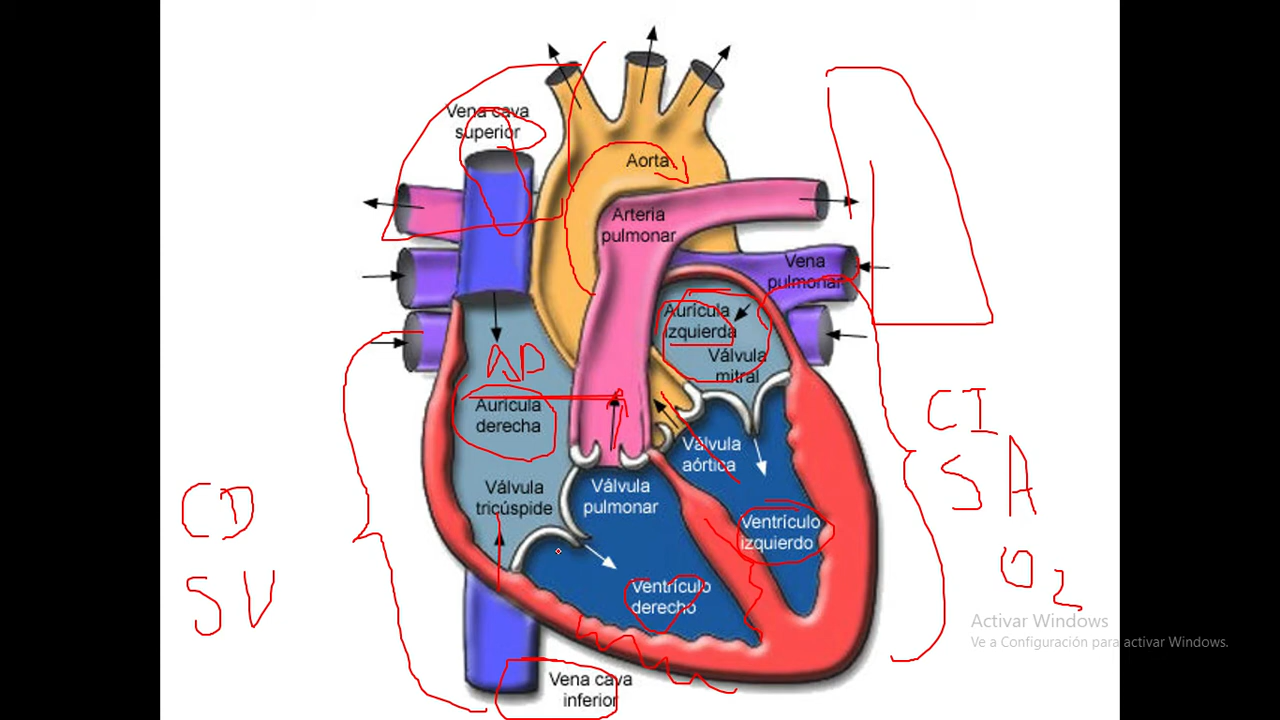 Vena cava
superior
Aorta
Arteria
pulmonar
Vena
pulmonar
Aurícula
izquierda
Válvula
mitral
AD
Aurícula
derecha
CI
Válvula
aórtica
SA
Válvula
tricúspide
Válvula
pulmonar
CD
Ventrículo
izquierdo
O2
SV
Ventrículo
derecho
Activar Windows
Ve a Configuración para activar Windows.
Vena cava
inferior